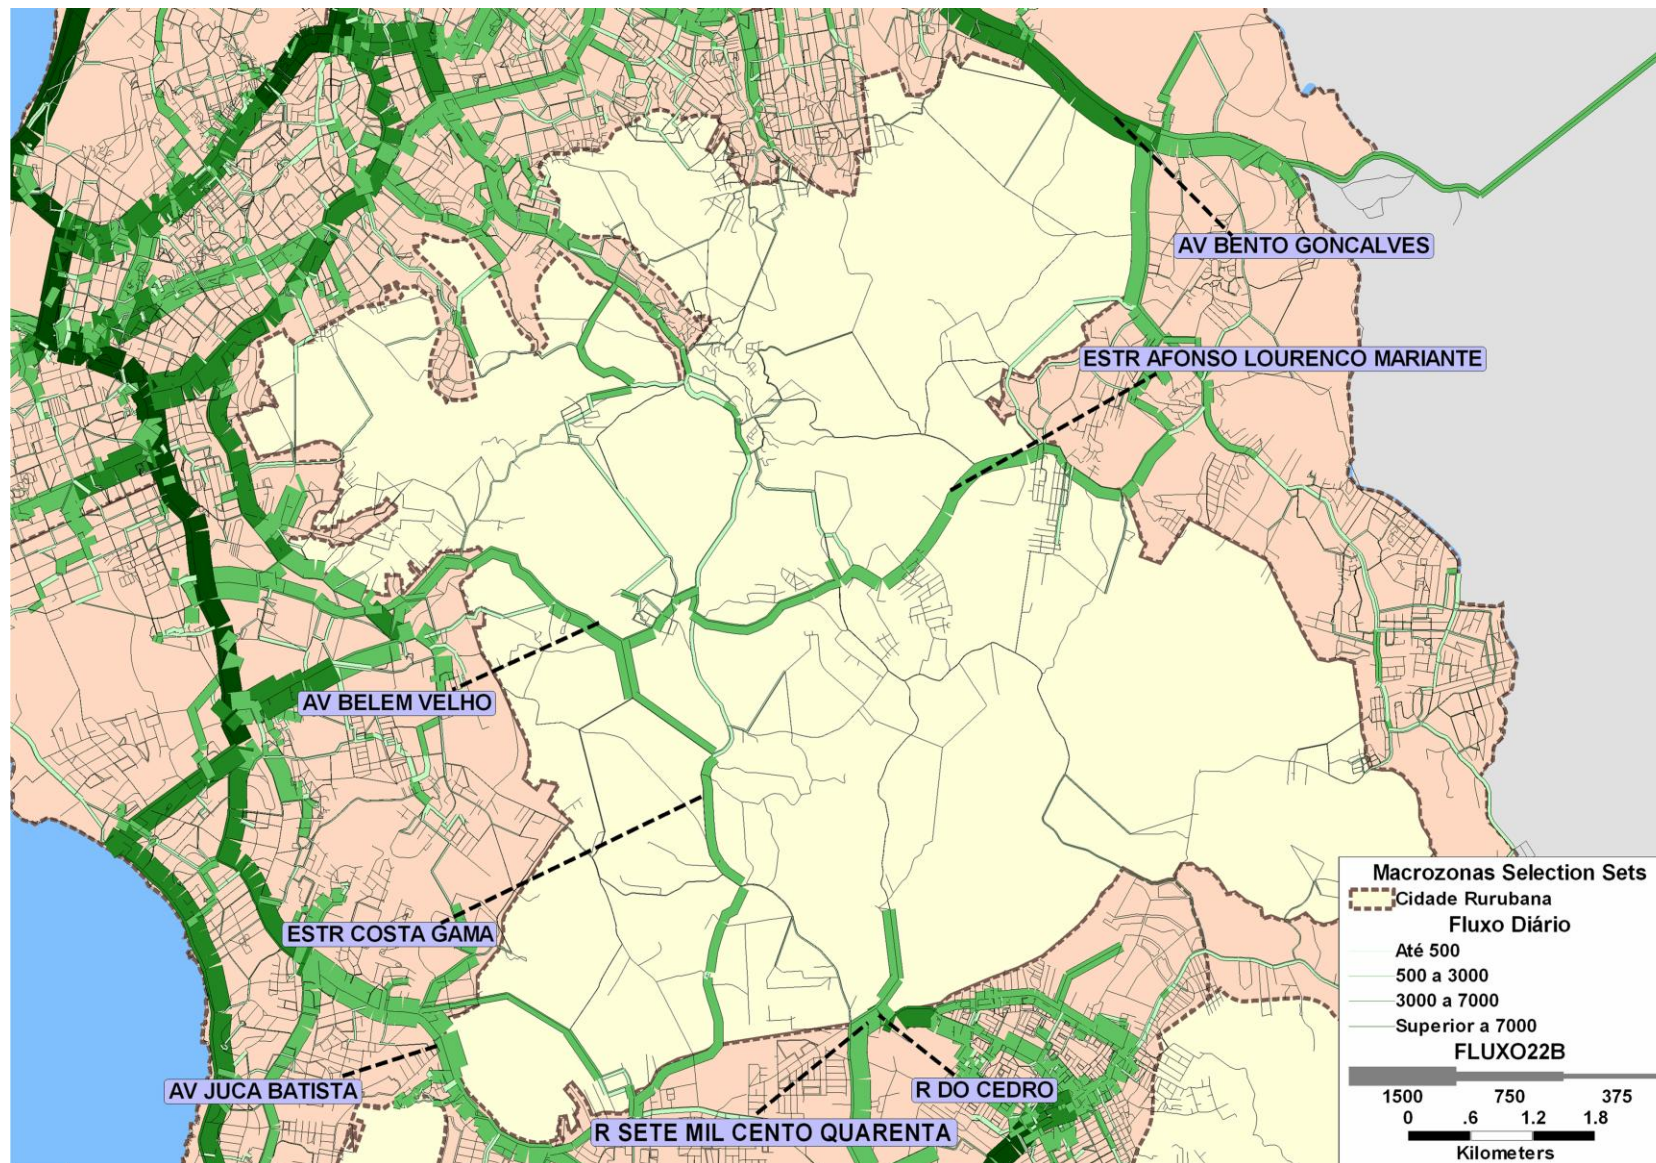 AV BENTO GONCALVES
ESTR AFONSO LOURENCO MARIANTE
AV BELEM VELHO
ESTR COSTA GAMA
AV JUCA BATISTA
R DO CEDRO
R SETE MIL CENTO QUARENTA
Macrozonas Selection Sets
Cidade Rururbana
Fluxo Diário
Até 500
500 a 3000
3000 a 7000
Superior a 7000
FLUXO22B
1500 750 375
0 .6 1.2 1.8
Kilometers